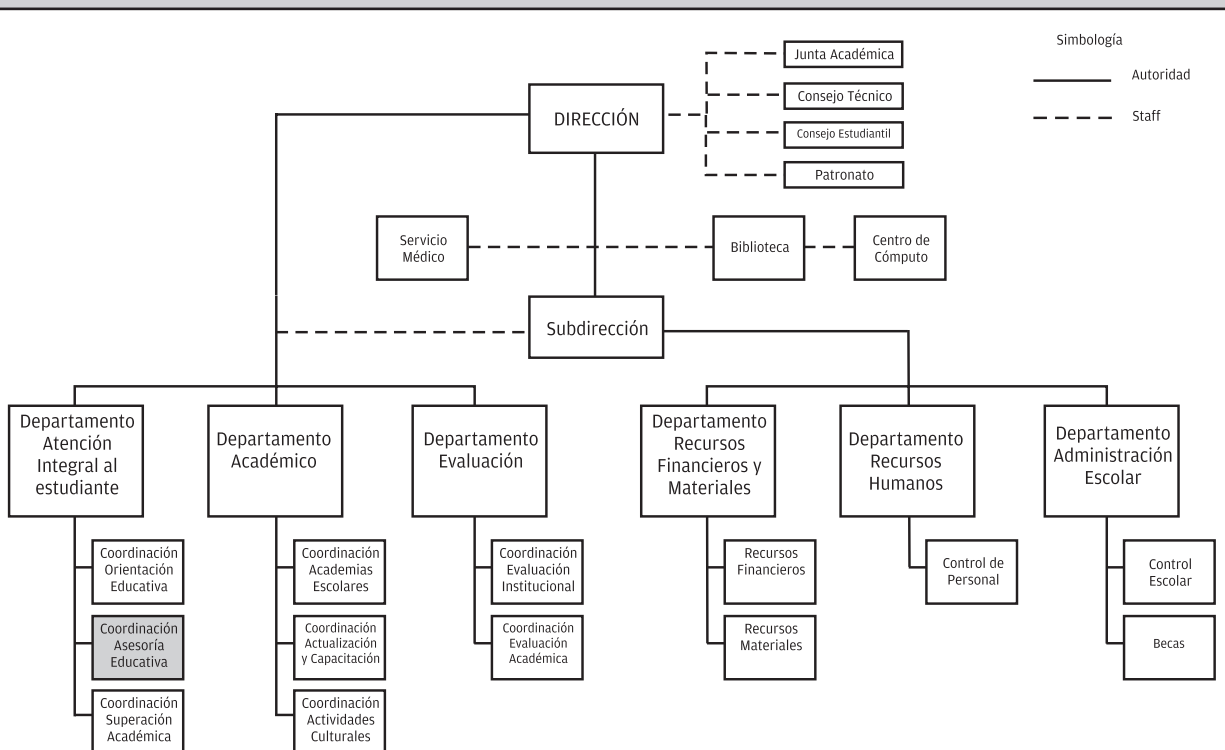 Simbología
Autoridad
Staff
Junta Académica
Consejo Técnico
Consejo Estudiantil
Patronato
DIRECCIÓN
Servicio
Médico
Biblioteca
Centro de
Cómputo
Subdirección
Departamento
Atención
Integral al
estudiante
Departamento
Académico
Departamento
Evaluación
Departamento
Recursos
Financieros y
Materiales
Departamento
Recursos
Humanos
Departamento
Administración
Escolar
Coordinación
Orientación
Educativa
Coordinación
Asesoría
Educativa
Coordinación
Superación
Académica
Coordinación
Academias
Escolares
Coordinación
Actualización
y Capacitación
Coordinación
Actividades
Culturales
Coordinación
Evaluación
Institucional
Coordinación
Evaluación
Académica
Recursos
Financieros
Recursos
Materiales
Control de
Personal
Control
Escolar
Becas